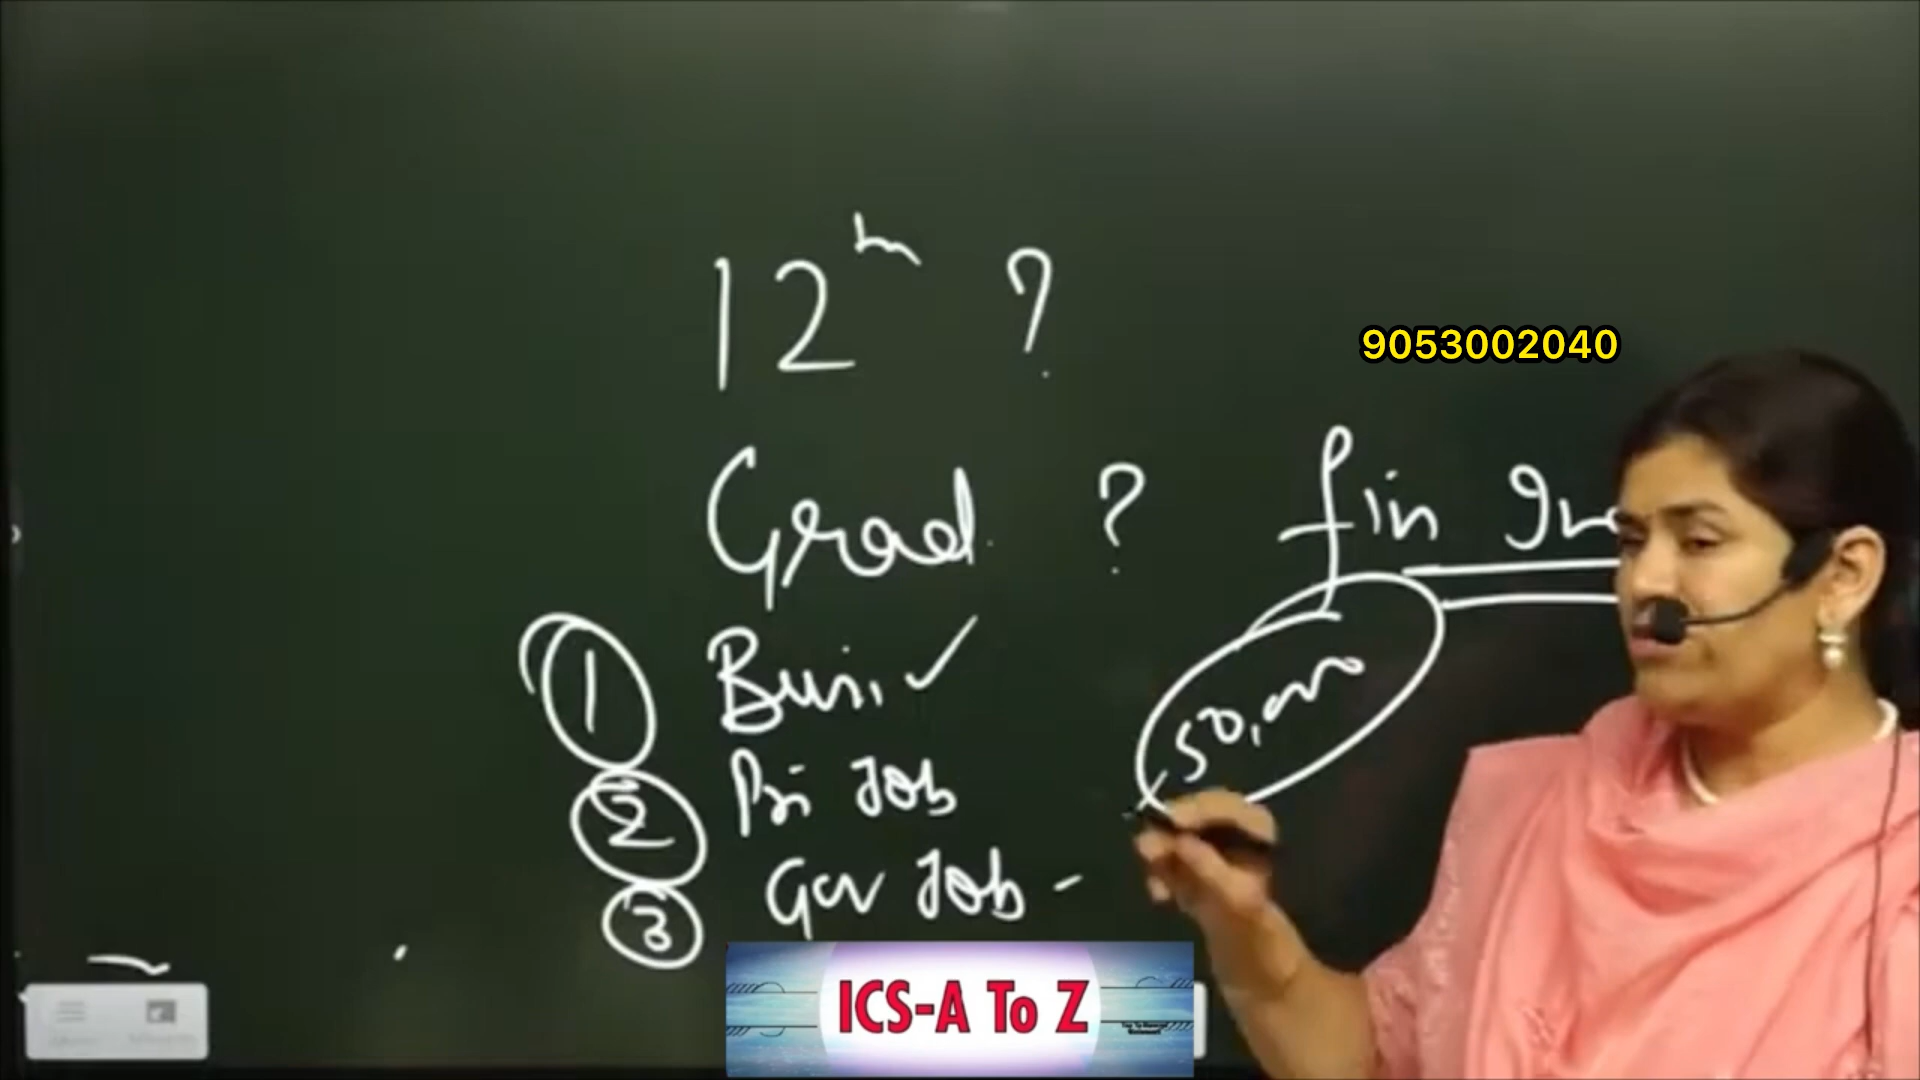 12th ?
9053002040
Grad ?
fin
① Busi. ✓
50,000
② Pri Job
③ Gov Job -
ICS-A To Z